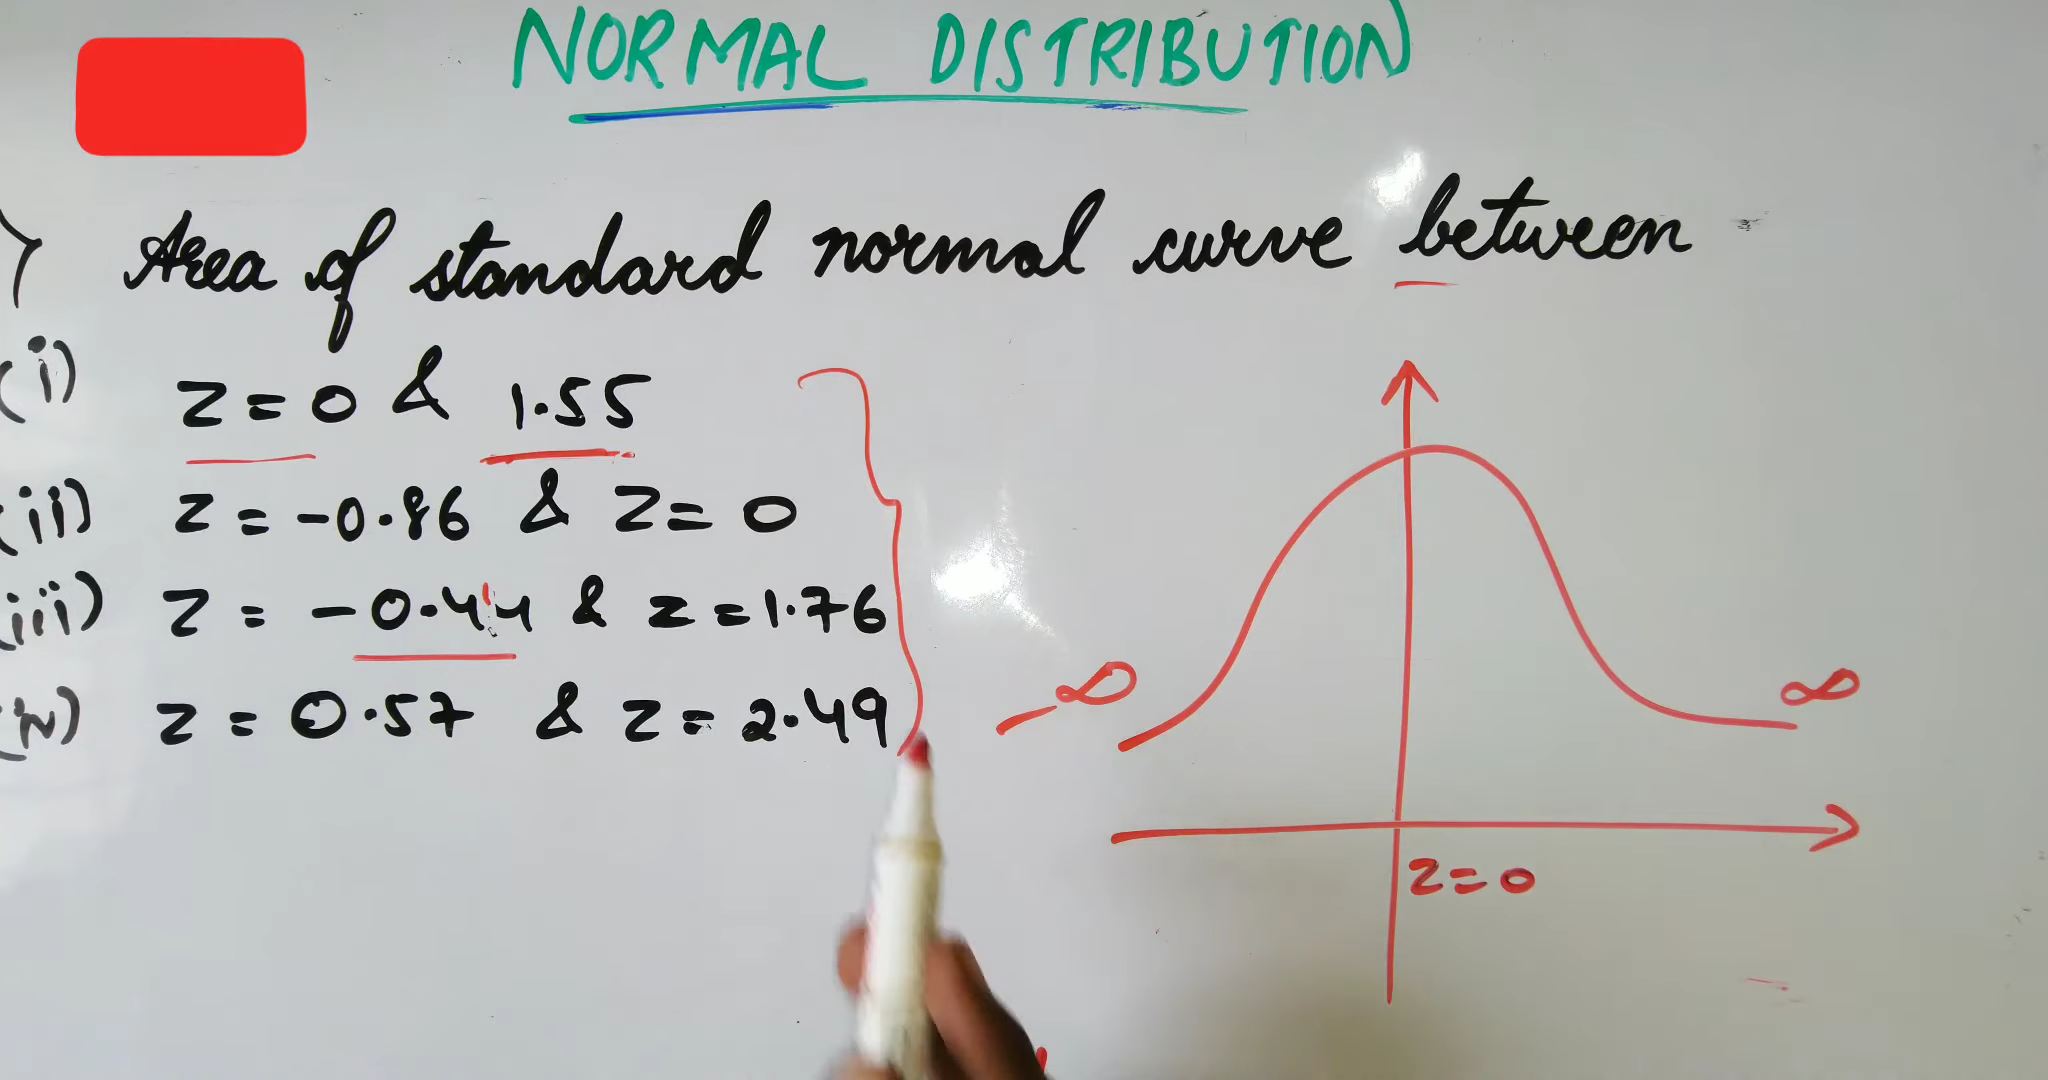 NORMAL DISTRIBUTION
Area of standard normal curve between
(i) z = 0 & 1.55
(ii) z = -0.86 & z = 0
(iii) z = -0.44 & z = 1.76
(iv) z = 0.57 & z = 2.49
-∞
∞
z=0